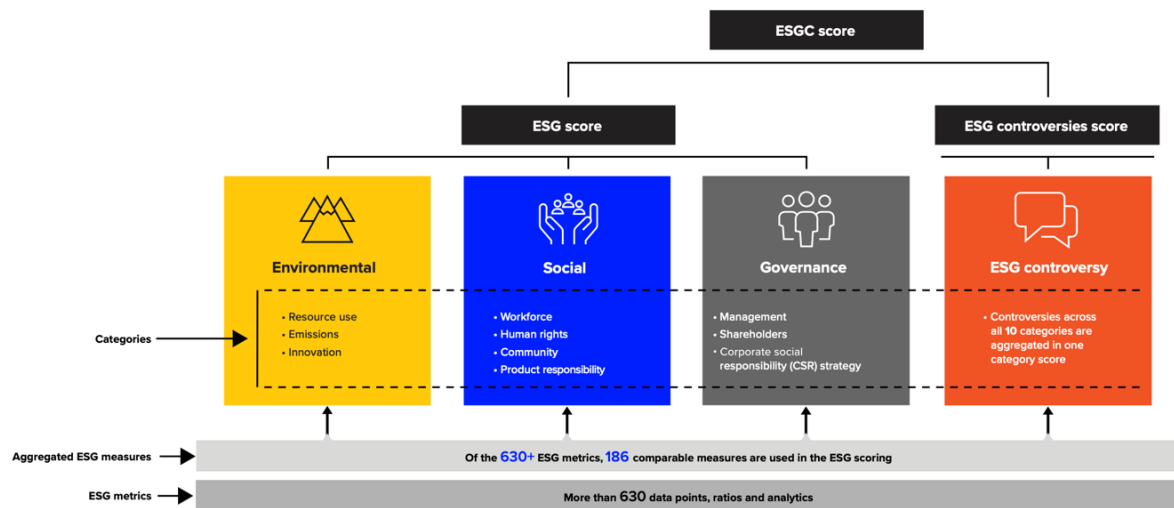 ESGC score
ESG score
ESG controversies score
Environmental
Social
Governance
ESG controversy
Categories
• Resource use
• Emissions
• Innovation
• Workforce
• Human rights
• Community
• Product responsibility
• Management
• Shareholders
• Corporate social
responsibility (CSR) strategy
• Controversies across
all 10 categories are
aggregated in one
category score
Aggregated ESG measures
Of the 630+ ESG metrics, 186 comparable measures are used in the ESG scoring
ESG metrics
More than 630 data points, ratios and analytics